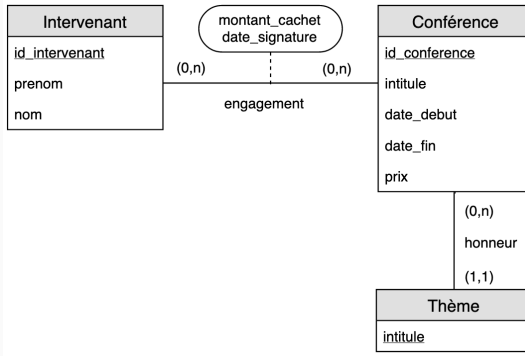 Intervenant
id_intervenant
prenom
nom
montant_cachet
date_signature
(0,n)
(0,n)
engagement
Conférence
id_conference
intitule
date_debut
date_fin
prix
(0,n)
honneur
(1,1)
Thème
intitule